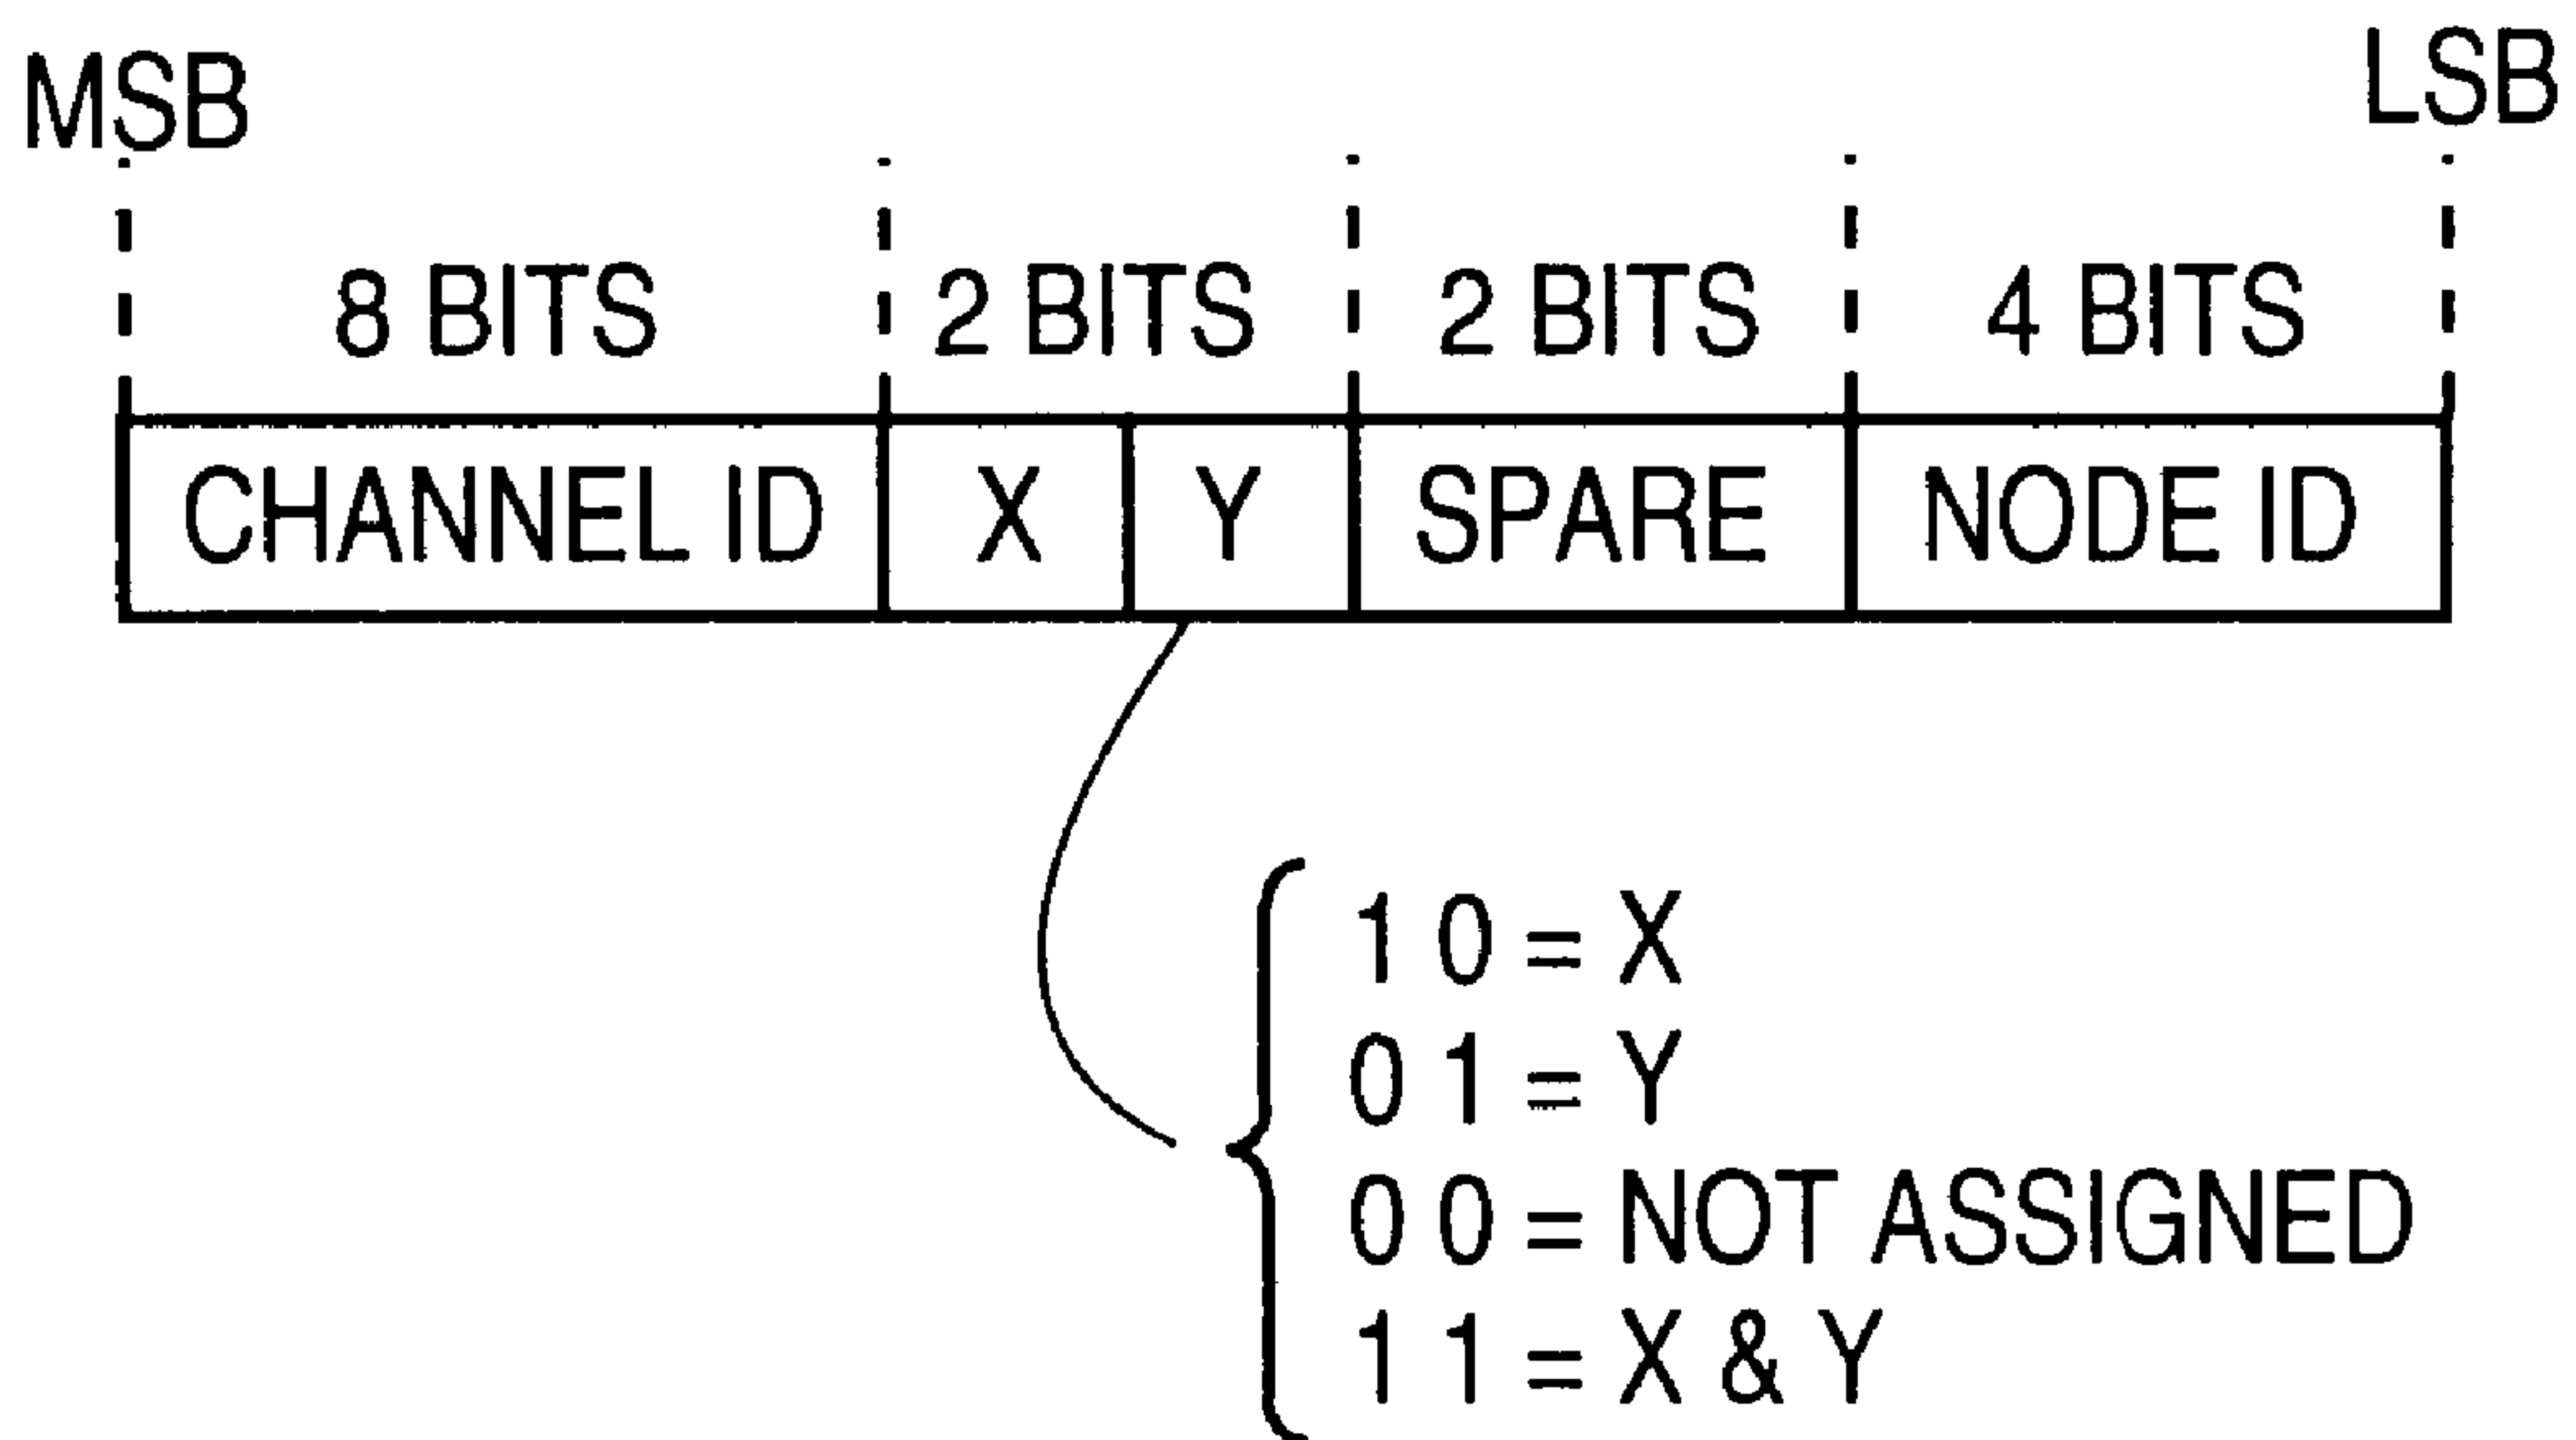 MSB LSB
8 BITS 2 BITS 2 BITS 4 BITS
CHANNEL ID X Y SPARE NODE ID
1 0 = X
0 1 = Y
0 0 = NOT ASSIGNED
1 1 = X & Y